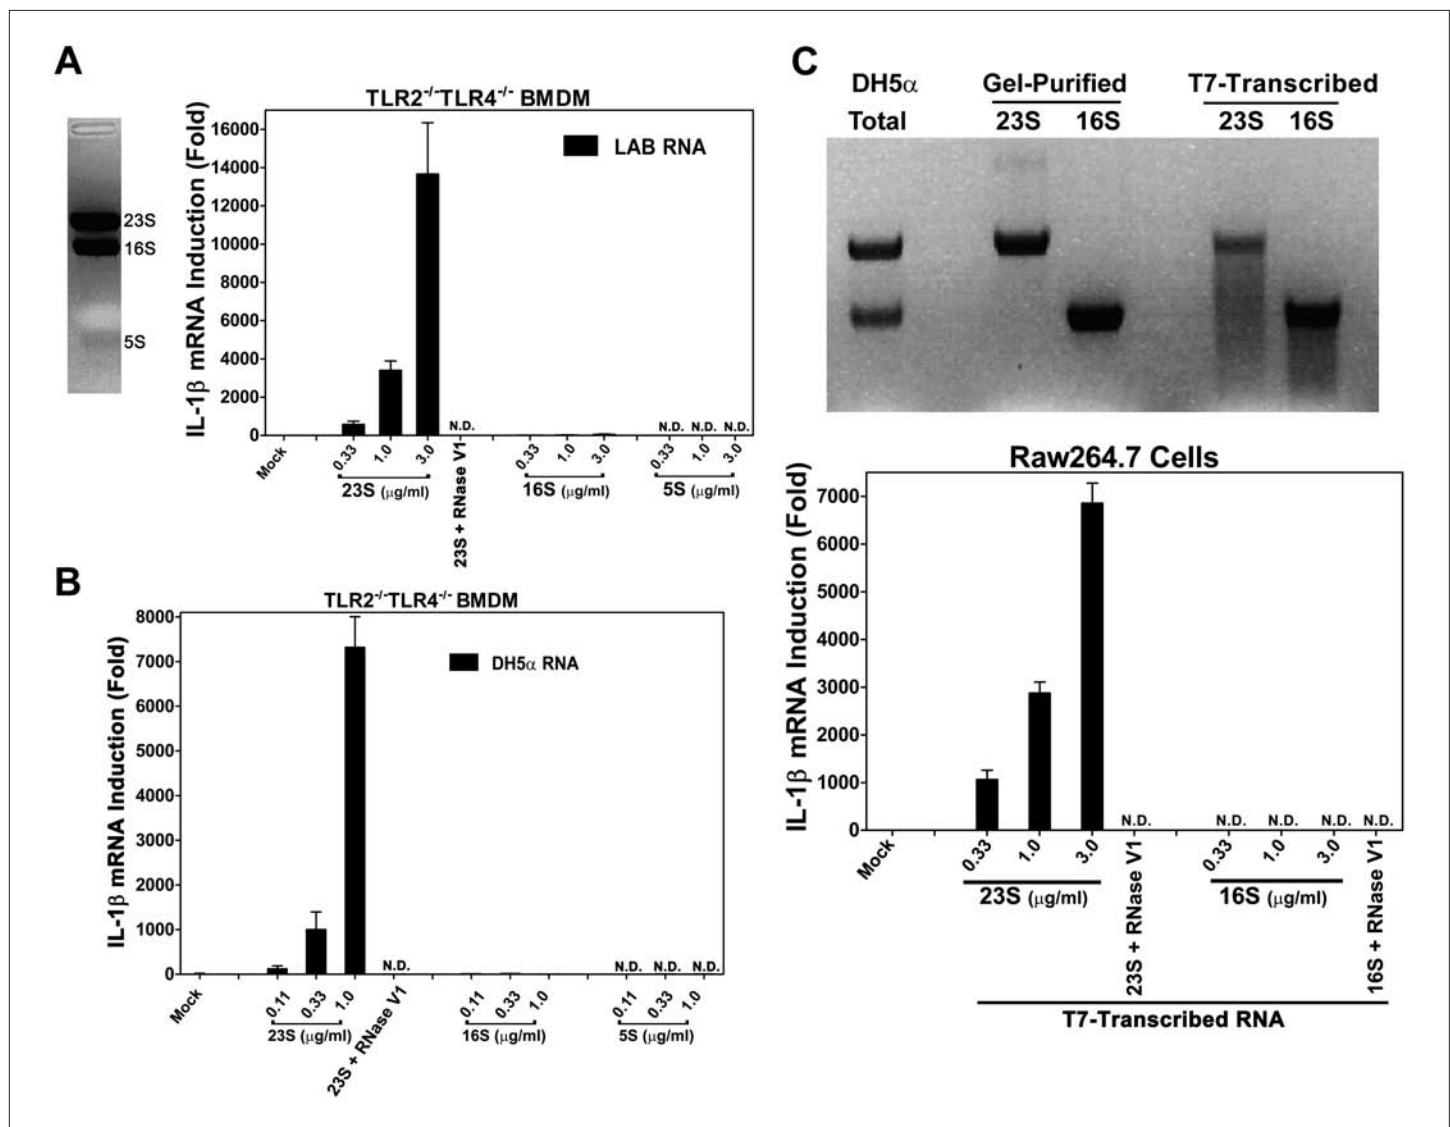 A
TLR2-/-TLR4-/- BMDM
23S
16S
5S
IL-1β mRNA Induction (Fold)
16000
14000
12000
10000
8000
6000
4000
2000
0
LAB RNA
N.D.
N.D. N.D. N.D.
Mock
0.33 1.0 3.0
23S (μg/ml)
23S + RNase V1
0.33 1.0 3.0
16S (μg/ml)
0.33 1.0 3.0
5S (μg/ml)
B
TLR2-/-TLR4-/- BMDM
IL-1β mRNA Induction (Fold)
8000
7000
6000
5000
4000
3000
2000
1000
0
DH5α RNA
N.D.
N.D. N.D. N.D.
Mock
0.11 0.33 1.0
23S (μg/ml)
23S + RNase V1
0.11 0.33 1.0
16S (μg/ml)
0.11 0.33 1.0
5S (μg/ml)
C
DH5α Gel-Purified T7-Transcribed
Total 23S 16S 23S 16S
Raw264.7 Cells
IL-1β mRNA Induction (Fold)
7000
6000
5000
4000
3000
2000
1000
0
N.D.
N.D. N.D. N.D. N.D.
Mock
0.33 1.0 3.0
23S (μg/ml)
23S + RNase V1
0.33 1.0 3.0
16S (μg/ml)
16S + RNase V1
T7-Transcribed RNA